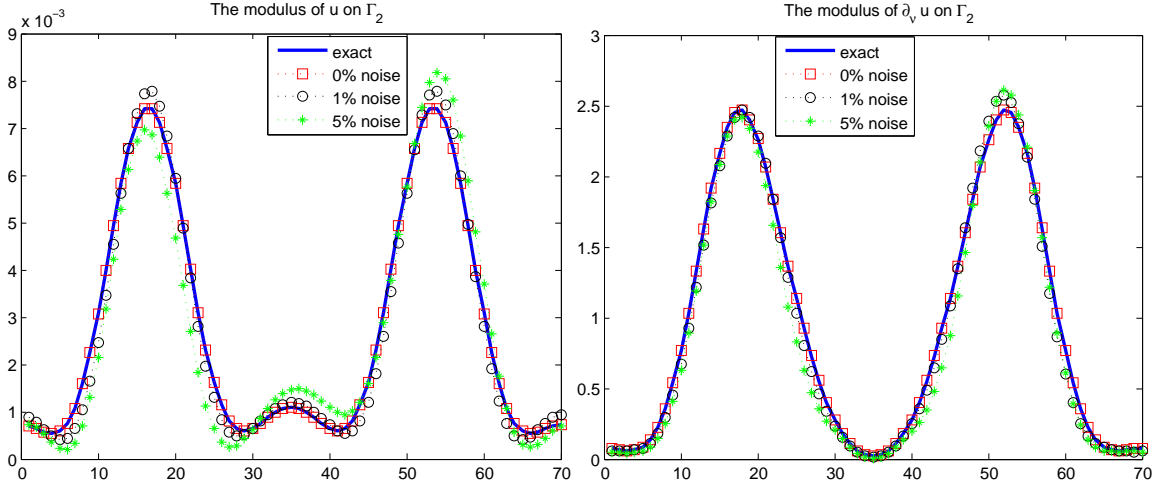 The modulus of u on Γ2
x 10^-3
9
8
7
6
5
4
3
2
1
0
0 10 20 30 40 50 60 70
exact
0% noise
1% noise
5% noise
The modulus of ∂ν u on Γ2
3
2.5
2
1.5
1
0.5
0
0 10 20 30 40 50 60 70
exact
0% noise
1% noise
5% noise